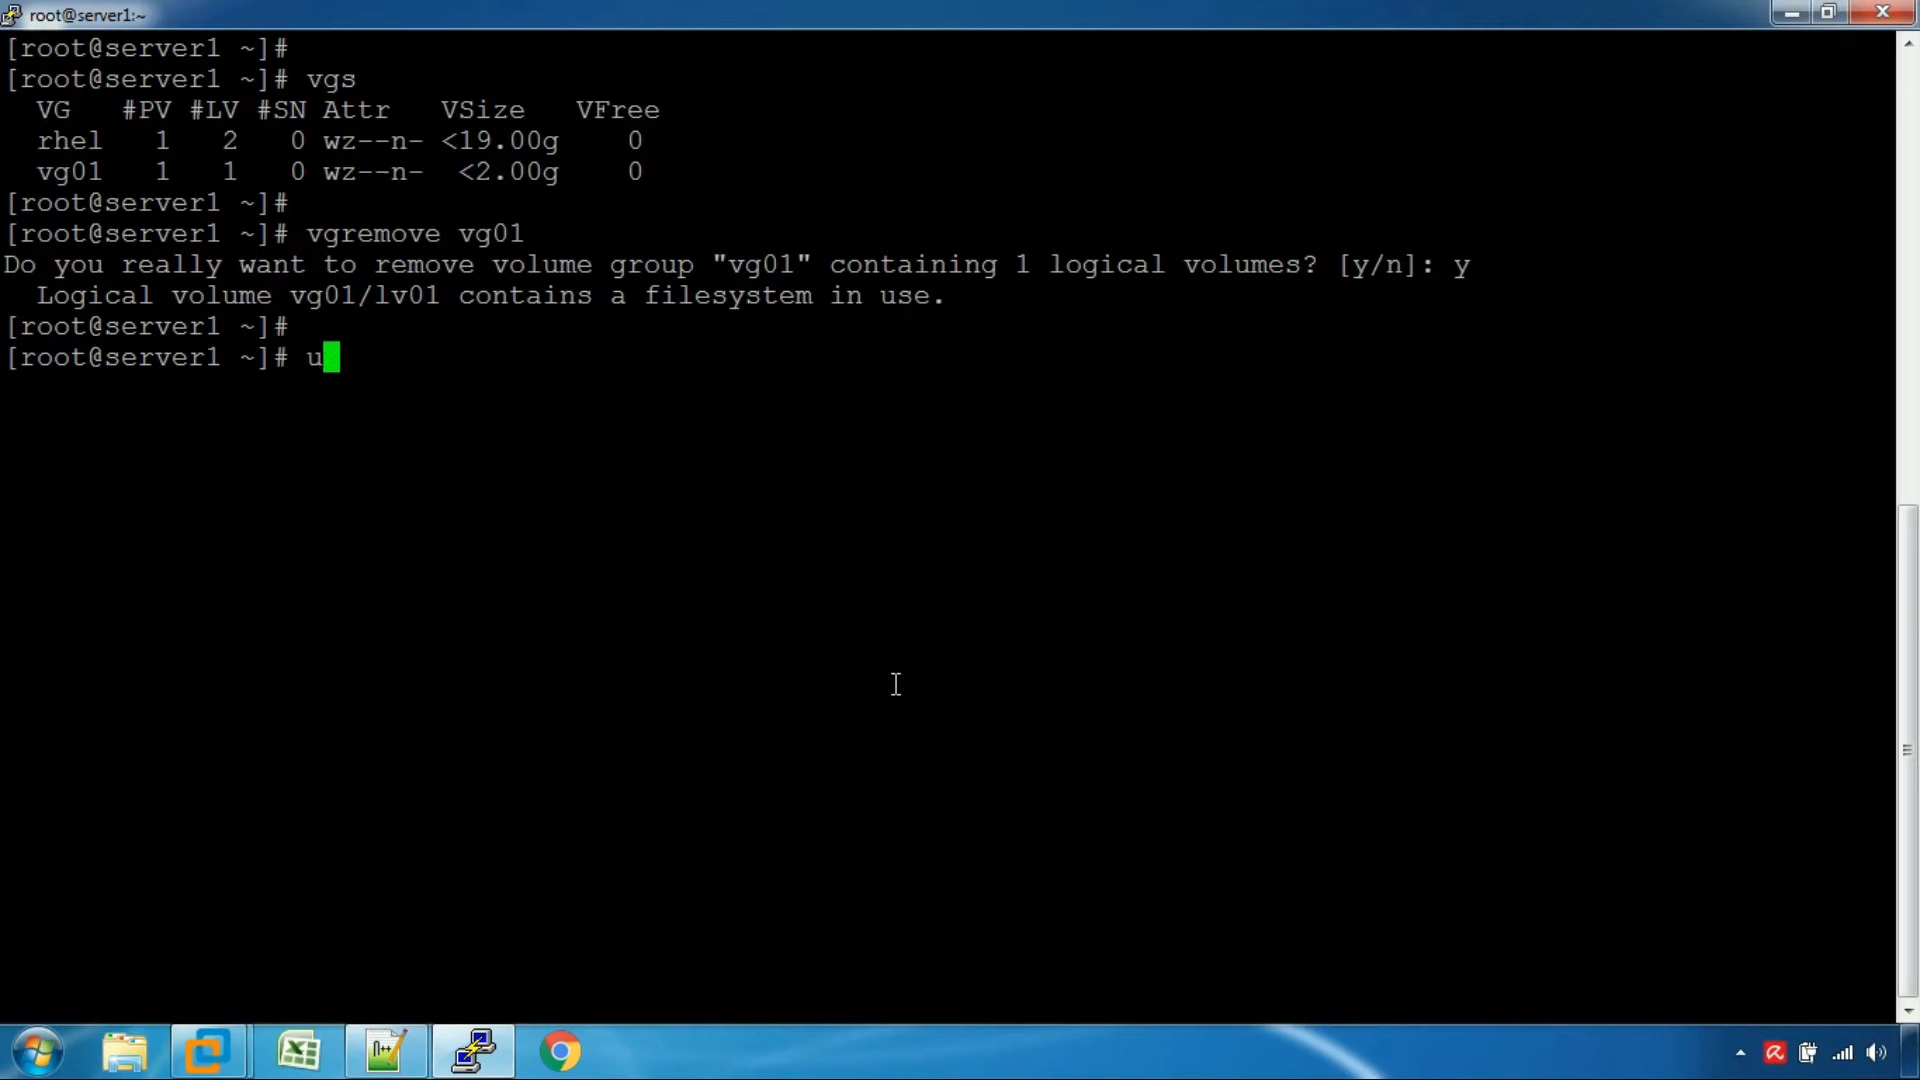 root@server1:~
[root@server1 ~]#
[root@server1 ~]# vgs
VG #PV #LV #SN Attr VSize VFree
rhel 1 2 0 wz--n- <19.00g 0
vg01 1 1 0 wz--n- <2.00g 0
[root@server1 ~]#
[root@server1 ~]# vgremove vg01
Do you really want to remove volume group "vg01" containing 1 logical volumes? [y/n]: y
Logical volume vg01/lv01 contains a filesystem in use.
[root@server1 ~]#
[root@server1 ~]# u